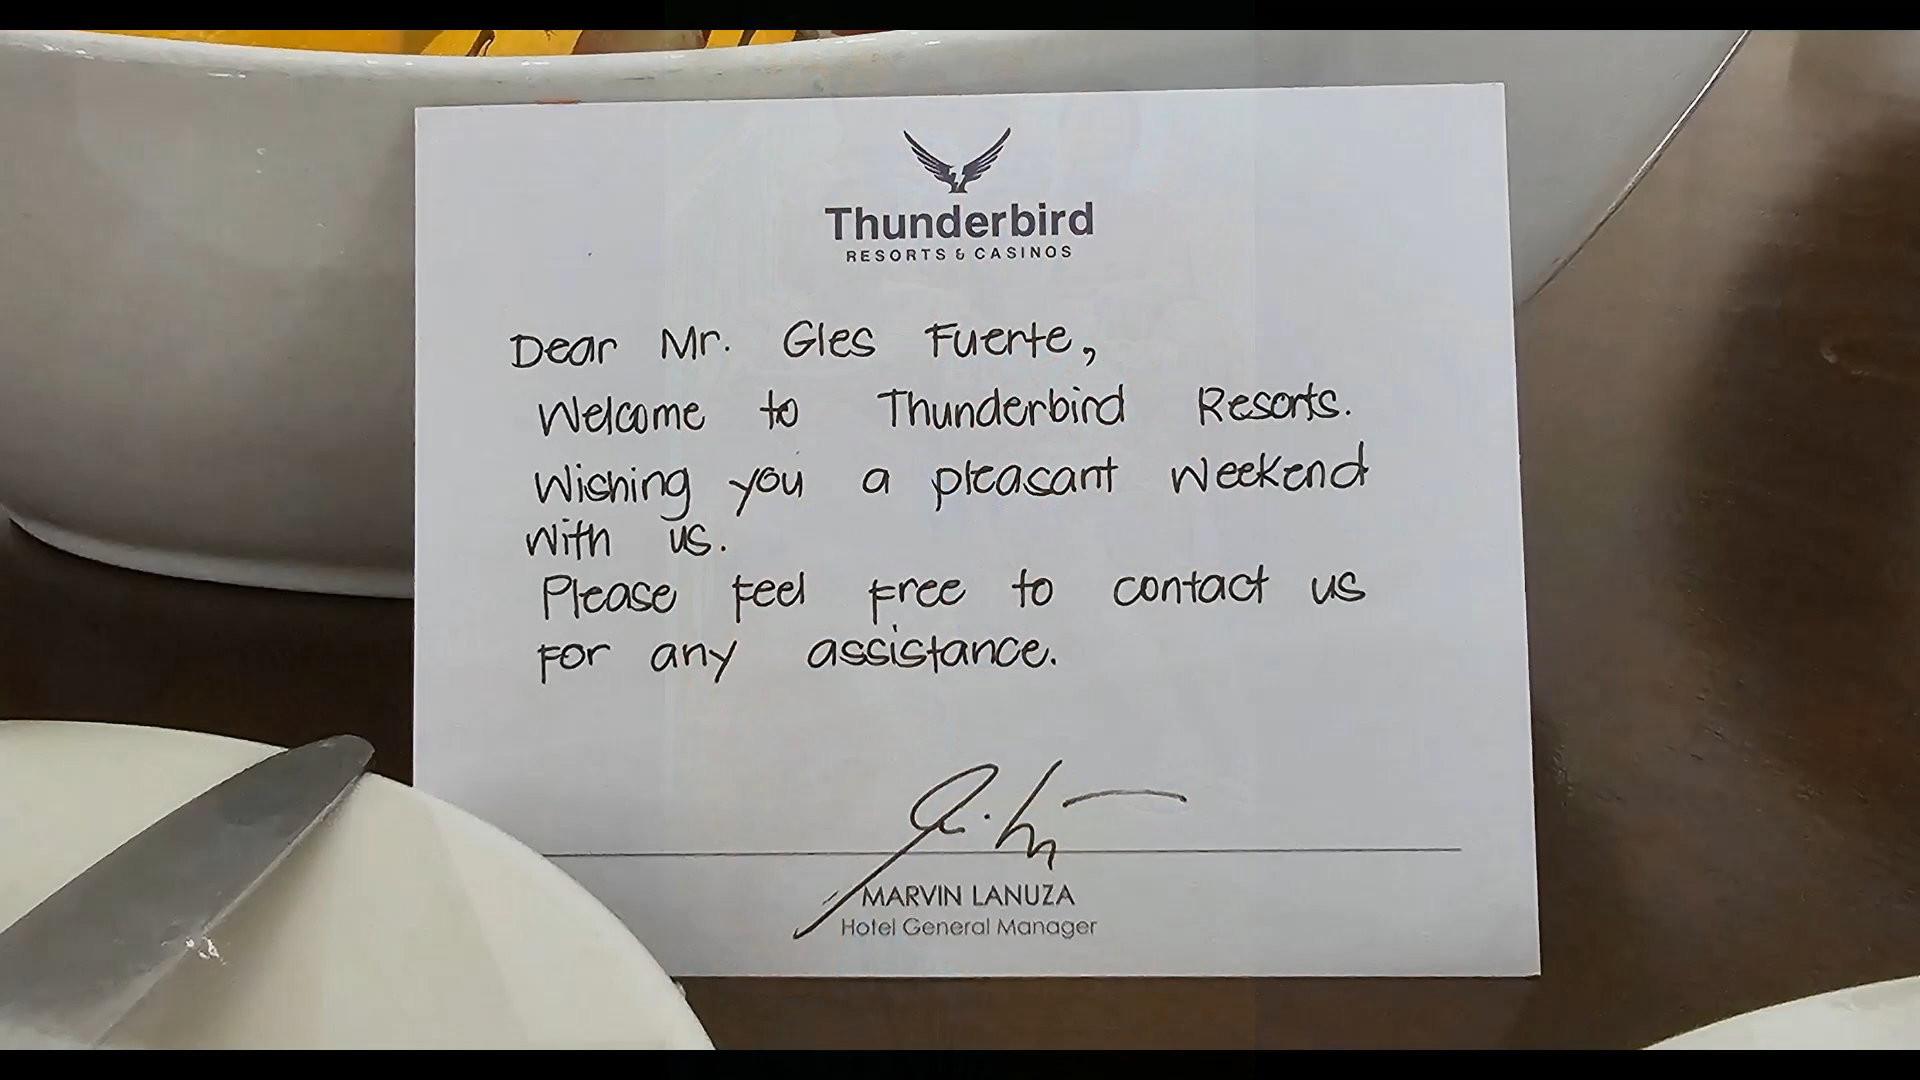 Thunderbird
RESORTS & CASINOS
Dear Mr. Gles Fuerte,
Welcome to Thunderbird Resorts.
Wishing you a pleasant weekend
with us.
Please feel free to contact us
for any assistance.
MARVIN LANUZA
Hotel General Manager